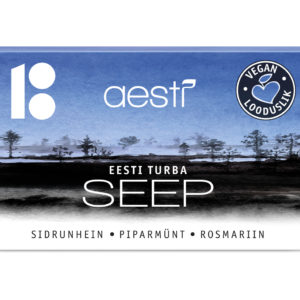 aesti
VEGAN
LOODUSLIK
EESTI TURBA
SEEP
SIDRUNHEIN • PIPARMÜNT • ROSMARIIN